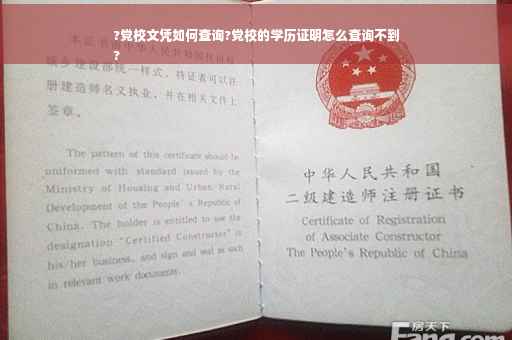 ?党校文凭如何查询?党校的学历证明怎么查询不到
?
本证书由中华人民共和国住房和
城乡建设部统一样式，持证者可以注
册建造师名义执业，并在相关文件上
签章。
The pattern of this certificate should be
uniformed with standard issued by the
Ministry of Housing and Urban Rural
Development of the People's Republic of
China. The holder is entitled to use the
designation "Certified Constructor" in
his/her business, and sign and seal as such
in relevant work documents.
中华人民共和国
二级建造师注册证书
Certificate of Registration
of Associate Constructor
The People's Republic of China
房天下
Fang.com